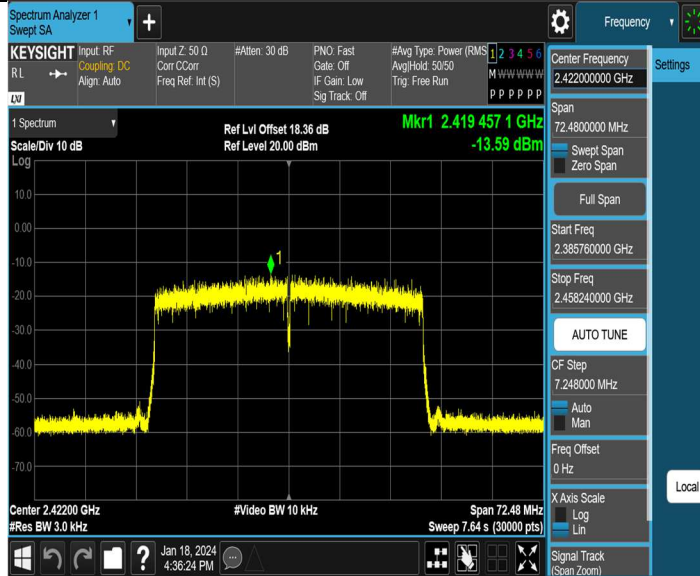 Spectrum Analyzer 1
Swept SA
+
Frequency
KEYSIGHT
RL
LXI
Input: RF
Coupling: DC
Align: Auto
Input Z: 50 Ω
Corr CCorr
Freq Ref: Int (S)
#Atten: 30 dB
PNO: Fast
Gate: Off
IF Gain: Low
Sig Track: Off
#Avg Type: Power (RMS
Avg|Hold: 50/50
Trig: Free Run
1 2 3 4 5 6
M W W W W W
P P P P P P
1 Spectrum
Scale/Div 10 dB
Log
Ref Lvl Offset 18.36 dB
Ref Level 20.00 dBm
Mkr1 2.419 457 1 GHz
-13.59 dBm
10.0
0.00
-10.0
-20.0
-30.0
-40.0
-50.0
-60.0
-70.0
1
Center 2.42200 GHz
#Res BW 3.0 kHz
#Video BW 10 kHz
Span 72.48 MHz
Sweep 7.64 s (30000 pts)
Jan 18, 2024
4:36:24 PM
?
Center Frequency
2.422000000 GHz
Span
72.4800000 MHz
Swept Span
Zero Span
Full Span
Start Freq
2.385760000 GHz
Stop Freq
2.458240000 GHz
AUTO TUNE
CF Step
7.248000 MHz
Auto
Man
Freq Offset
0 Hz
X Axis Scale
Log
Lin
Signal Track
(Span Zoom)
Settings
Local